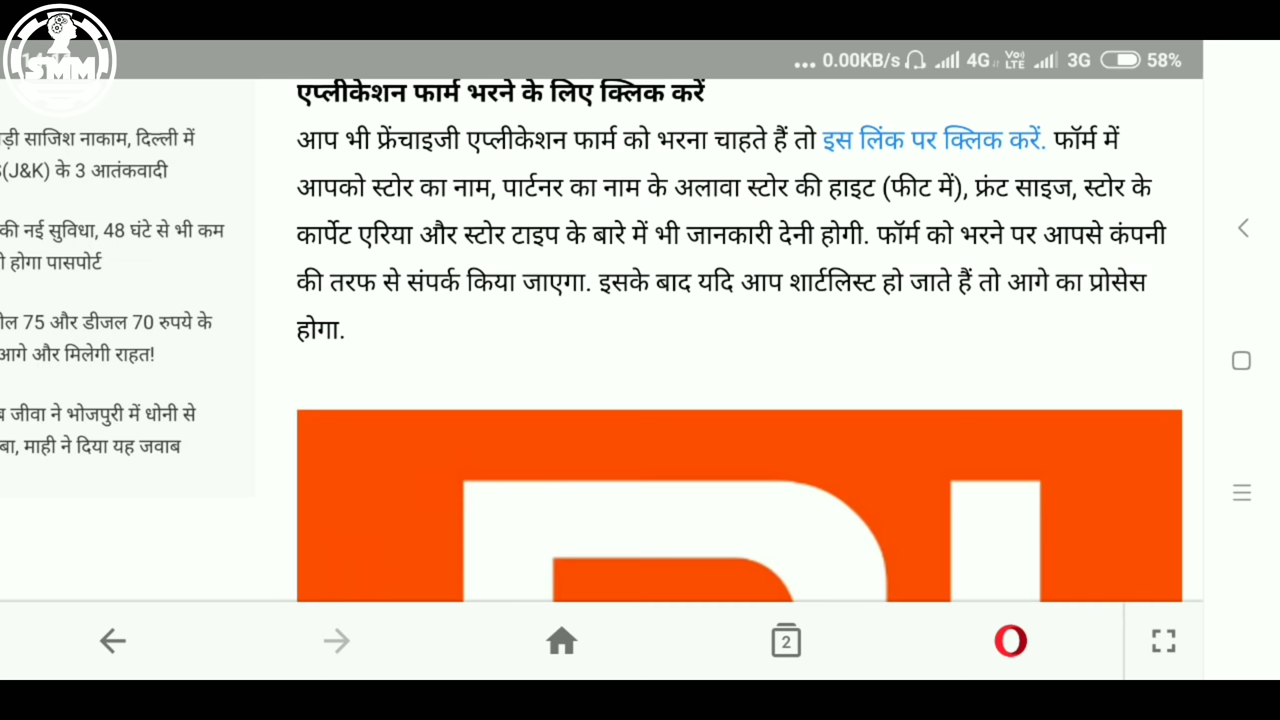 SMM
... 0.00KB/s 4G VoLTE 3G 58%
एप्लीकेशन फार्म भरने के लिए क्लिक करें
आप भी फ्रेंचाइजी एप्लीकेशन फार्म को भरना चाहते हैं तो इस लिंक पर क्लिक करें. फॉर्म में
आपको स्टोर का नाम, पार्टनर का नाम के अलावा स्टोर की हाइट (फीट में), फ्रंट साइज, स्टोर के
कार्पेट एरिया और स्टोर टाइप के बारे में भी जानकारी देनी होगी. फॉर्म को भरने पर आपसे कंपनी
की तरफ से संपर्क किया जाएगा. इसके बाद यदि आप शार्टलिस्ट हो जाते हैं तो आगे का प्रोसेस
होगा.
साजिश नाकाम, दिल्ली में
(J&K) के 3 आतंकवादी
की नई सुविधा, 48 घंटे से भी कम
होगा पासपोर्ट
75 और डीजल 70 रुपये के
आगे और मिलेगी राहत!
जीवा ने भोजपुरी में धोनी से
माही ने दिया यह जवाब
2